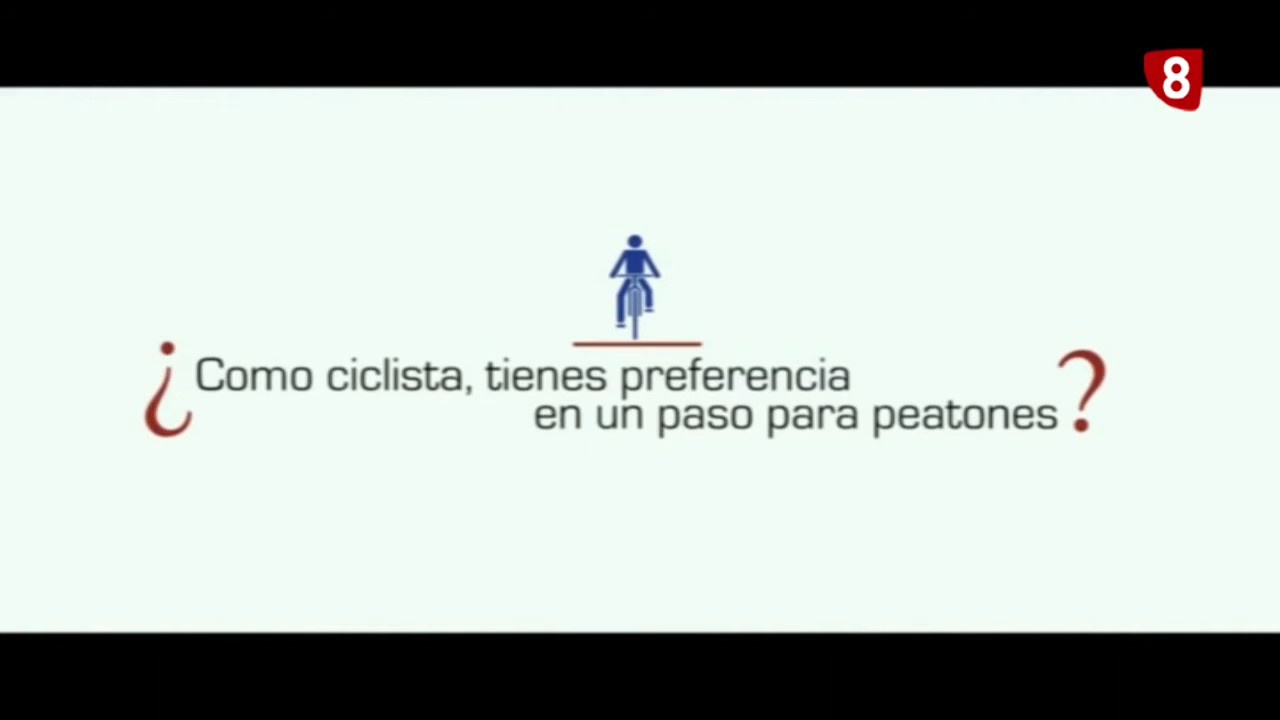 8
¿Como ciclista, tienes preferencia
en un paso para peatones?